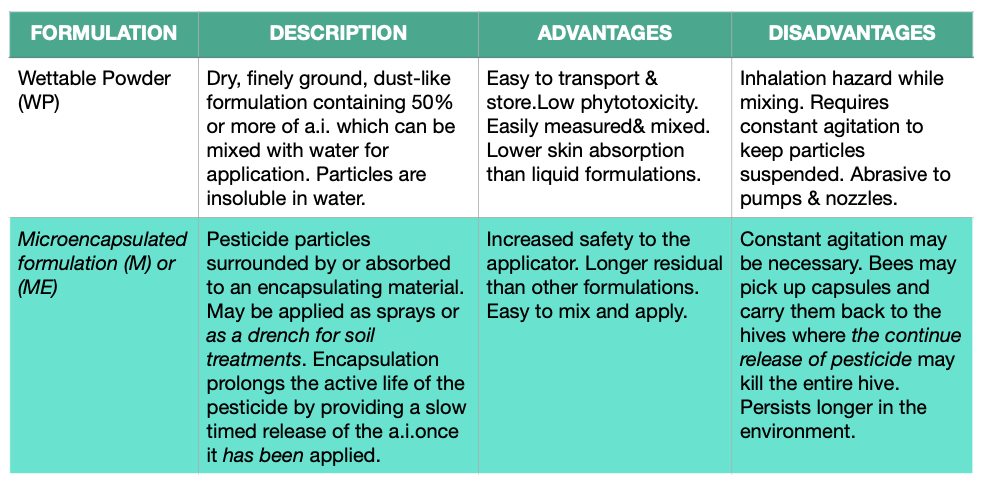 FORMULATION
DESCRIPTION
ADVANTAGES
DISADVANTAGES
Wettable Powder
(WP)
Dry, finely ground, dust-like
formulation containing 50%
or more of a.i. which can be
mixed with water for
application. Particles are
insoluble in water.
Easy to transport &
store.Low phytotoxicity.
Easily measured& mixed.
Lower skin absorption
than liquid formulations.
Inhalation hazard while
mixing. Requires
constant agitation to
keep particles
suspended. Abrasive to
pumps & nozzles.
Microencapsulated
formulation (M) or
(ME)
Pesticide particles
surrounded by or absorbed
to an encapsulating material.
May be applied as sprays or
as a drench for soil
treatments. Encapsulation
prolongs the active life of the
pesticide by providing a slow
timed release of the a.i.once
it has been applied.
Increased safety to the
applicator. Longer residual
than other formulations.
Easy to mix and apply.
Constant agitation may
be necessary. Bees may
pick up capsules and
carry them back to the
hives where the continue
release of pesticide may
kill the entire hive.
Persists longer in the
environment.